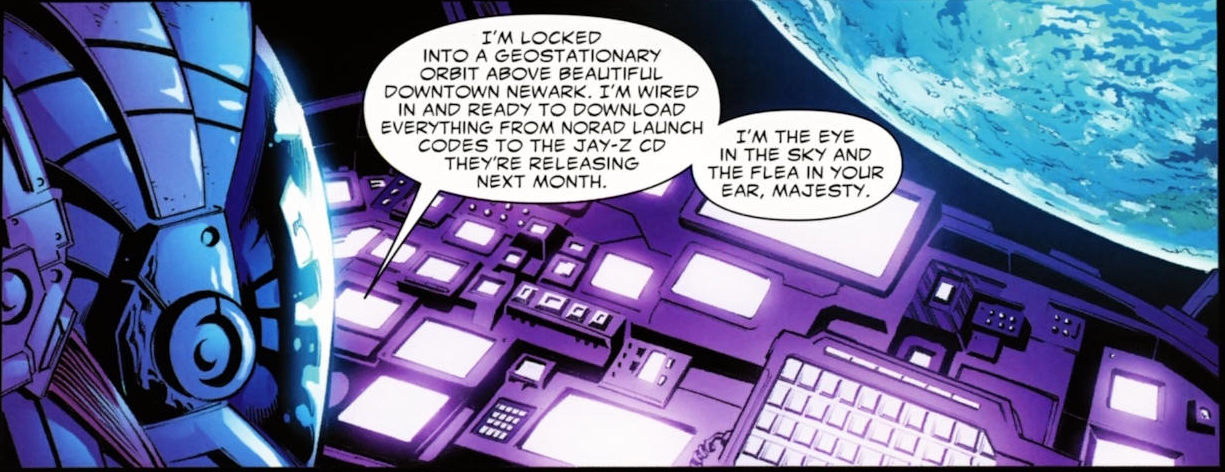 I'M LOCKED
INTO A GEOSTATIONARY
ORBIT ABOVE BEAUTIFUL
DOWNTOWN NEWARK. I'M WIRED
IN AND READY TO DOWNLOAD
EVERYTHING FROM NORAD LAUNCH
CODES TO THE JAY-Z CD
THEY'RE RELEASING
NEXT MONTH.
I'M THE EYE
IN THE SKY AND
THE FLEA IN YOUR
EAR, MAJESTY.